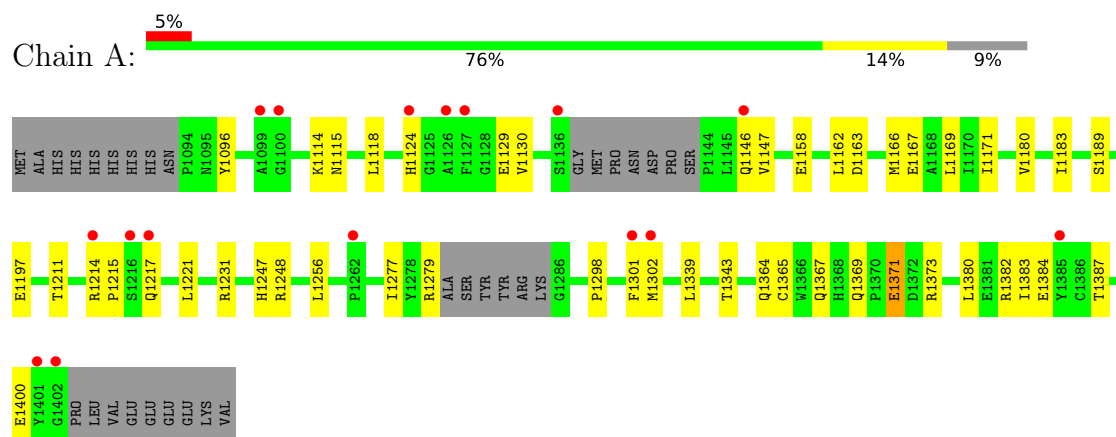 5%
Chain A:
76% 14% 9%
MET ALA HIS HIS HIS HIS HIS HIS ASN P1094 N1095 Y1096 A1099 G1100 K1114 N1115 L1118 H1124 G1125 A1126 F1127 G1128 E1129 V1130 S1136 GLY MET PRO ASN ASP PRO SER P1144 L1145 Q1146 V1147 E1158 L1162 D1163 M1166 E1167 A1168 L1169 I1170 I1171 V1180 I1183 S1189
E1197 T1211 R1214 P1215 S1216 Q1217 L1221 R1231 H1247 R1248 L1256 P1262 I1277 Y1278 R1279 ALA SER TYR TYR ARG LYS G1286 P1298 F1301 M1302 L1339 T1343 Q1364 C1365 W1366 Q1367 H1368 Q1369 P1370 E1371 D1372 R1373 L1380 E1381 R1382 I1383 E1384 Y1385 C1386 T1387
E1400 Y1401 G1402 PRO LEU VAL GLU GLU GLU GLU LYS VAL